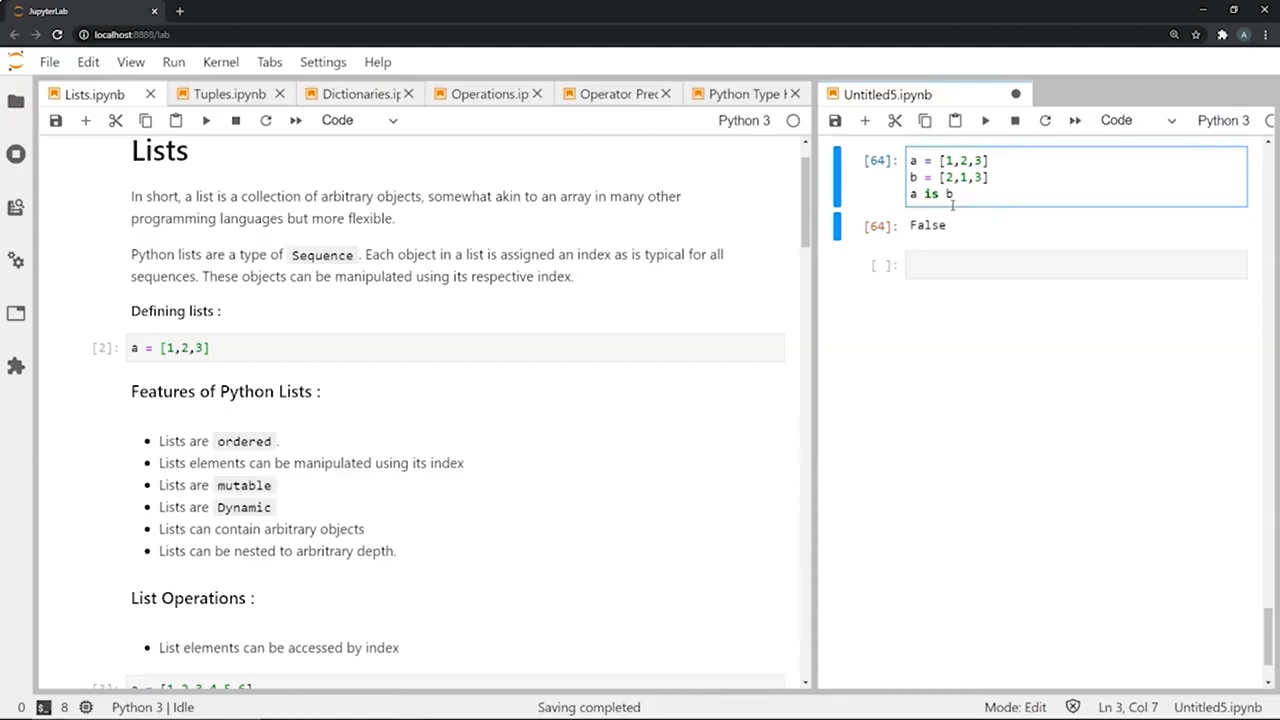 JupyterLab
localhost:8888/lab
A
File Edit View Run Kernel Tabs Settings Help
Lists.ipynb Tuples.ipynb Dictionaries.ip Operations.ip Operator Prec Python Type H Untitled5.ipynb
Code Python 3 Code Python 3
Lists
In short, a list is a collection of arbitrary objects, somewhat akin to an array in many other
programming languages but more flexible.
Python lists are a type of Sequence . Each object in a list is assigned an index as is typical for all
sequences. These objects can be manipulated using its respective index.
Defining lists :
[2]: a = [1,2,3]
Features of Python Lists :
Lists are ordered .
Lists elements can be manipulated using its index
Lists are mutable
Lists are Dynamic
Lists can contain arbitrary objects
Lists can be nested to arbritrary depth.
List Operations :
List elements can be accessed by index
[3]: a = [1,2,3,4,5,6]
[64]: a = [1,2,3]
b = [2,1,3]
a is b
[64]: False
[ ]:
0 8 Python 3 | Idle Saving completed Mode: Edit Ln 3, Col 7 Untitled5.ipynb